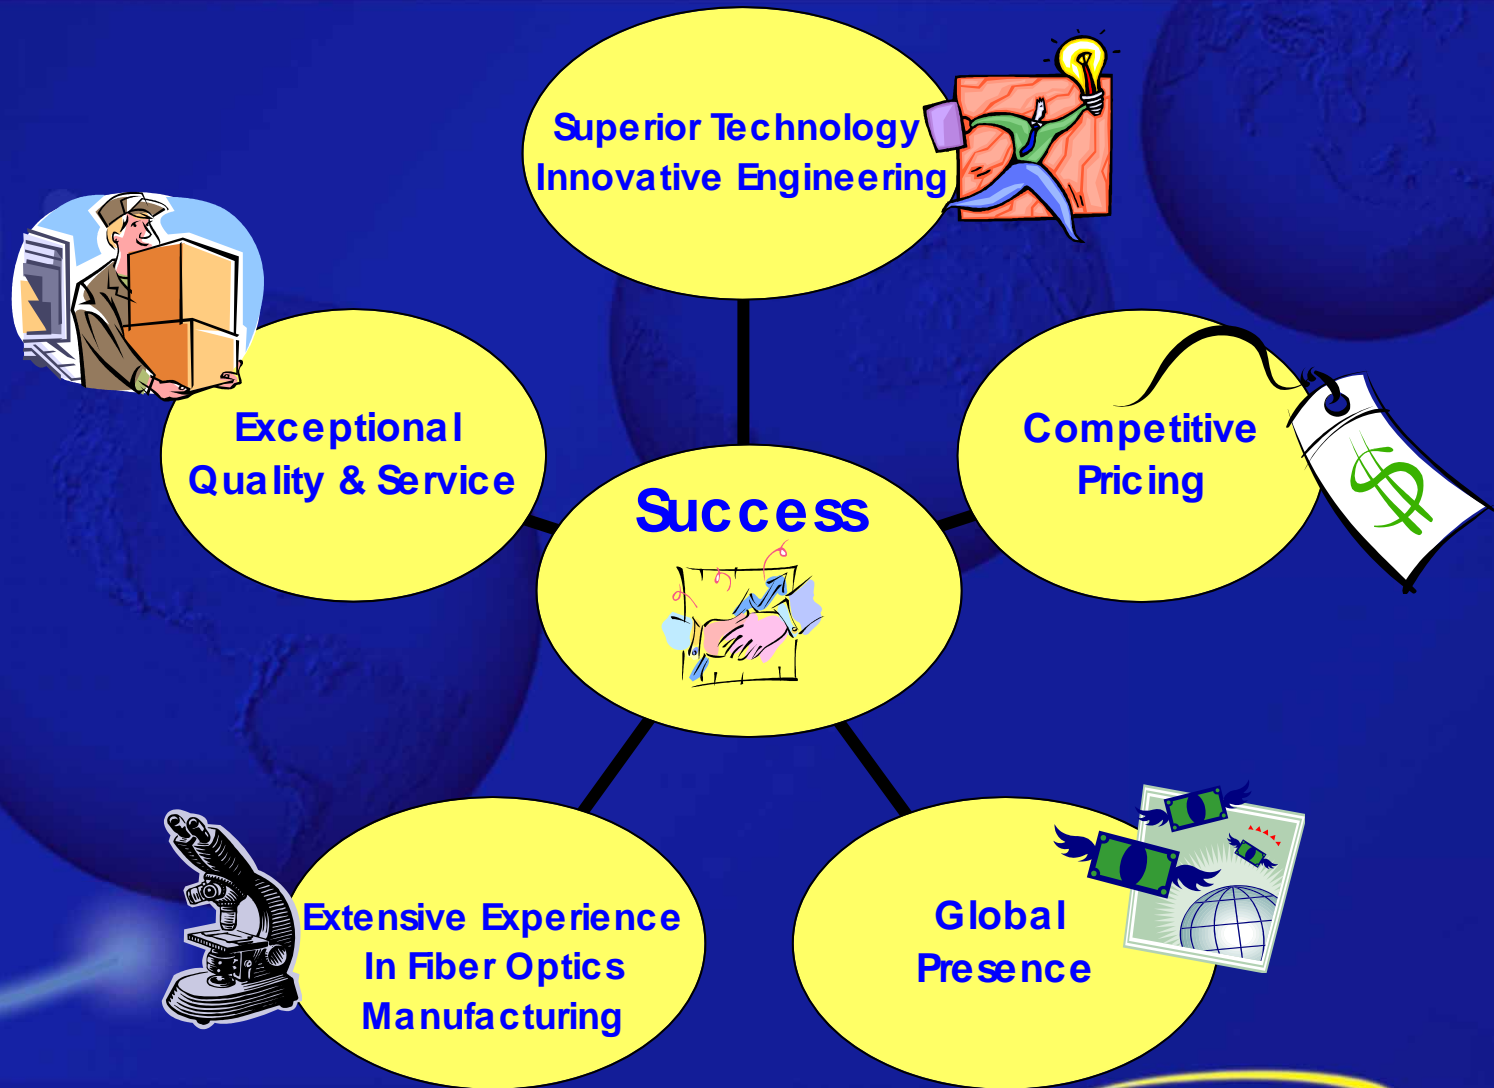 Superior Technology
Innovative Engineering
Exceptional
Quality & Service
Competitive
Pricing
Success
$
Extensive Experience
In Fiber Optics
Manufacturing
Global
Presence